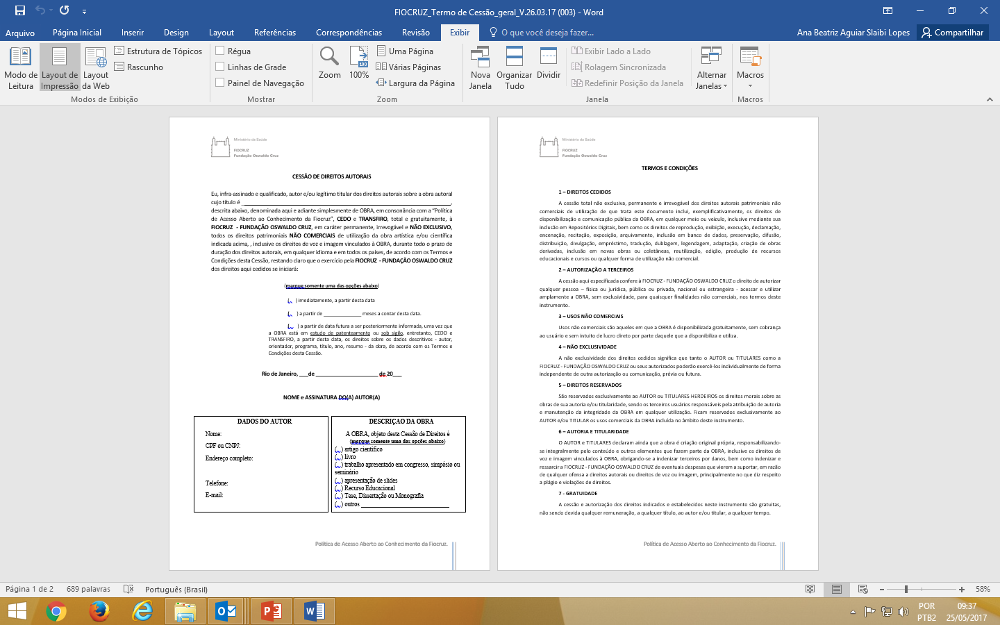 FIOCRUZ_Termo de Cessão_geral_V.26.03.17 (003) - Word
Arquivo Página Inicial Inserir Design Layout Referências Correspondências Revisão Exibir O que você deseja fazer... Ana Beatriz Aguiar Slaibi Lopes Compartilhar
Modo de Leitura
Layout de Impressão
Layout da Web
Estrutura de Tópicos
Rascunho
Modos de Exibição
Régua
Linhas de Grade
Painel de Navegação
Mostrar
Zoom
100%
Uma Página
Várias Páginas
Largura da Página
Zoom
Nova Janela
Organizar Tudo
Dividir
Exibir Lado a Lado
Rolagem Sincronizada
Redefinir Posição da Janela
Janela
Alternar Janelas
Macros
Macros
Ministério da Saúde
FIOCRUZ
Fundação Oswaldo Cruz
CESSÃO DE DIREITOS AUTORAIS
Eu, infra-assinado e qualificado, autor e/ou legítimo titular dos direitos autorais sobre a obra autoral
cujo título é ______________________________,
descrita abaixo, denominada aqui e adiante simplesmente de OBRA, em consonância com a "Política
de Acesso Aberto ao Conhecimento da Fiocruz", CEDO e TRANSFIRO, total e gratuitamente, à
FIOCRUZ - FUNDAÇÃO OSWALDO CRUZ, em caráter permanente, irrevogável e NÃO EXCLUSIVO,
todos os direitos patrimoniais NÃO COMERCIAIS de utilização da obra artística e/ou científica
indicada acima, , inclusive os direitos de voz e imagem vinculados à OBRA, durante todo o prazo de
duração dos direitos autorais, em qualquer idioma e em todos os países, de acordo com os Termos e
Condições desta Cessão, restando claro que o exercício pela FIOCRUZ - FUNDAÇÃO OSWALDO CRUZ
dos direitos aqui cedidos se iniciará:
(marque somente uma das opções abaixo)
( ) imediatamente, a partir desta data
( ) a partir de ______________ meses a contar desta data.
( ) a partir de data futura a ser posteriormente informada, uma vez que
a OBRA está em estudo de patenteamento ou sob sigilo, entretanto, CEDO e
TRANSFIRO, a partir desta data, os direitos sobre os dados descritivos - autor,
orientador, programa, título, ano, resumo - da obra, de acordo com os Termos e
Condições desta Cessão.
Rio de Janeiro, ___de _____________________ de 20___
NOME e ASSINATURA DO(A) AUTOR(A)
DADOS DO AUTOR
Nome:
CPF ou CNPJ:
Endereço completo:
Telefone:
E-mail:
DESCRIÇÃO DA OBRA
A OBRA, objeto desta Cessão de Direitos é
(marque somente uma das opções abaixo)
( ) artigo científico
( ) livro
( ) trabalho apresentado em congresso, simpósio ou
seminário
( ) apresentação de slides
( ) Recurso Educacional
( ) Tese, Dissertação ou Monografia
( ) outros ____________________________
Política de Acesso Aberto ao Conhecimento da Fiocruz.
Ministério da Saúde
FIOCRUZ
Fundação Oswaldo Cruz
TERMOS E CONDIÇÕES
1 – DIREITOS CEDIDOS
A cessão total não exclusiva, permanente e irrevogável dos direitos autorais patrimoniais não
comerciais de utilização de que trata este documento inclui, exemplificativamente, os direitos de
disponibilização e comunicação pública da OBRA, em qualquer meio ou veículo, inclusive mediante sua
inclusão em Repositórios Digitais, bem como os direitos de reprodução, exibição, execução, declamação,
encenação, recitação, exposição, arquivamento, inclusão em banco de dados, preservação, difusão,
distribuição, divulgação, empréstimo, tradução, dublagem, legendagem, adaptação, criação de obras
derivadas, inclusão em novas obras ou coletâneas, reutilização, edição, produção de recursos
educacionais e cursos ou qualquer forma de utilização não comercial.
2 – AUTORIZAÇÃO A TERCEIROS
A cessão aqui especificada confere à FIOCRUZ - FUNDAÇÃO OSWALDO CRUZ o direito de autorizar
qualquer pessoa – física ou jurídica, pública ou privada, nacional ou estrangeira - acessar e utilizar
amplamente a OBRA, sem exclusividade, para quaisquer finalidades não comerciais, nos termos deste
instrumento.
3 – USOS NÃO COMERCIAIS
Usos não comerciais são aqueles em que a OBRA é disponibilizada gratuitamente, sem cobrança
ao usuário e sem intuito de lucro direto por parte daquele que a disponibiliza e utiliza.
4 – NÃO EXCLUSIVIDADE
A não exclusividade dos direitos cedidos significa que tanto o AUTOR ou TITULARES como a
FIOCRUZ - FUNDAÇÃO OSWALDO CRUZ ou seus autorizados poderão exercê-los individualmente de forma
independente de outra autorização ou comunicação, prévia ou futura.
5 – DIREITOS RESERVADOS
São reservados exclusivamente ao AUTOR ou TITULARES HERDEIROS os direitos morais sobre as
obras de sua autoria e/ou titularidade, sendo os terceiros usuários responsáveis pela atribuição de autoria
e manutenção da integridade da OBRA em qualquer utilização. Ficam reservados exclusivamente ao
AUTOR e/ou TITULAR os usos comerciais da OBRA incluída no âmbito deste instrumento.
6 – AUTORIA E TITULARIDADE
O AUTOR e TITULARES declaram ainda que a obra é criação original própria, responsabilizando-
se integralmente pelo conteúdo e outros elementos que fazem parte da OBRA, inclusive os direitos de
voz e imagem vinculados à OBRA, obrigando-se a indenizar terceiros por danos, bem como indenizar e
ressarcir a FIOCRUZ - FUNDAÇÃO OSWALDO CRUZ de eventuais despesas que vierem a suportar, em razão
de qualquer ofensa a direitos autorais ou direitos de voz ou imagem, principalmente no que diz respeito
a plágio e violações de direitos.
7 - GRATUIDADE
A cessão e autorização dos direitos indicados e estabelecidos neste instrumento são gratuitas,
não sendo devida qualquer remuneração, a qualquer título, ao autor e/ou titular, a qualquer tempo.
Política de Acesso Aberto ao Conhecimento da Fiocruz.
Página 1 de 2 689 palavras Português (Brasil) 58%
POR 09:37
PTB2 25/05/2017